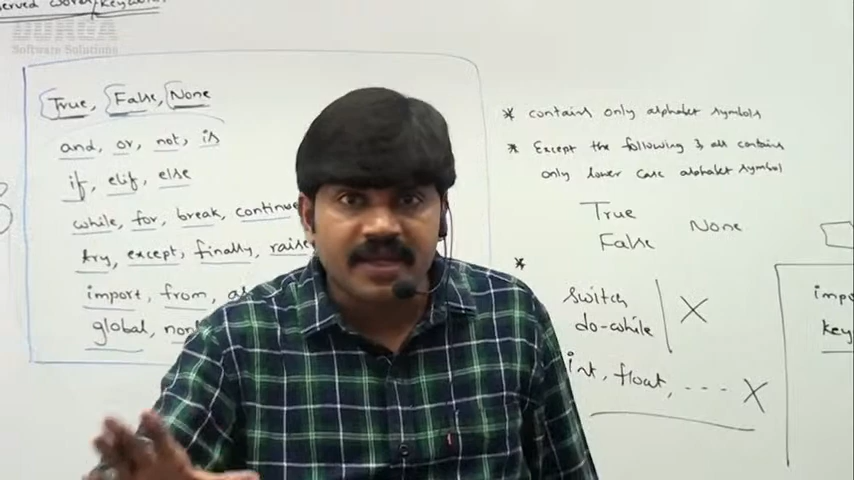 DURGA
Software Solutions
True, False, None
and, or, not, is
if, elif, else
while, for, break, continue
try, except, finally, raise
import, from,
global,
* contains only alphabet symbols
* Except the following 3 all contains
only lower case alphabet symbol
True
False None
*
switch
do-while X
int, float, ---- X